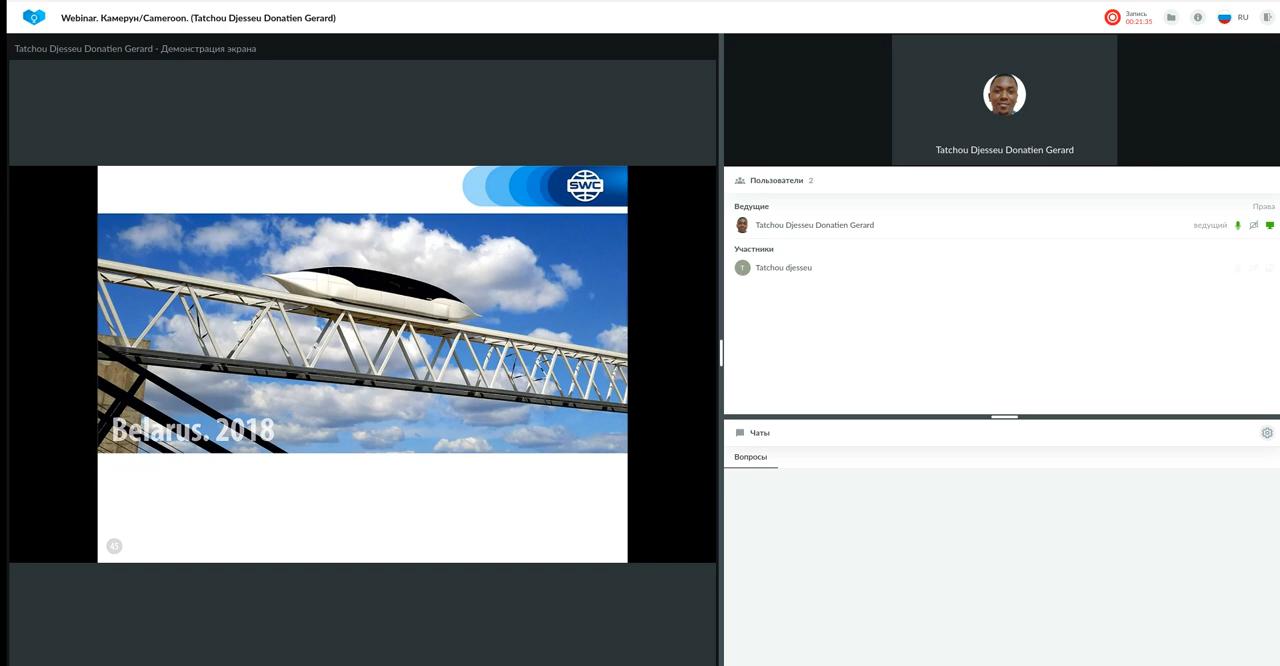 Webinar. Камерун/Cameroon. (Tatchou Djesseu Donatien Gerard)
Запись
00:21:35
RU
Tatchou Djesseu Donatien Gerard - Демонстрация экрана
SWC
Belarus. 2018
45
Tatchou Djesseu Donatien Gerard
Пользователи 2
Ведущие Права
Tatchou Djesseu Donatien Gerard ведущий
Участники
T Tatchou djesseu
Чаты
Вопросы